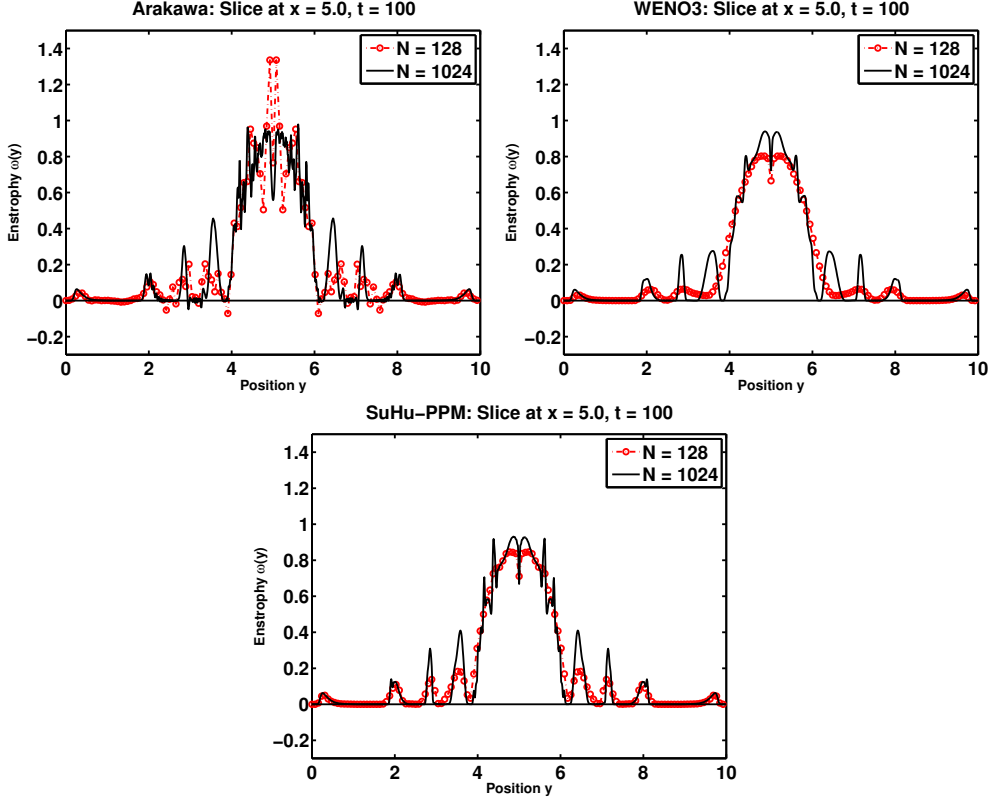 Arakawa: Slice at x = 5.0, t = 100
N = 128
N = 1024
1.4
1.2
1
0.8
0.6
0.4
0.2
0
−0.2
Enstrophy ω(y)
0 2 4 6 8 10
Position y
WENO3: Slice at x = 5.0, t = 100
N = 128
N = 1024
1.4
1.2
1
0.8
0.6
0.4
0.2
0
−0.2
Enstrophy ω(y)
0 2 4 6 8 10
Position y
SuHu−PPM: Slice at x = 5.0, t = 100
N = 128
N = 1024
1.4
1.2
1
0.8
0.6
0.4
0.2
0
−0.2
Enstrophy ω(y)
0 2 4 6 8 10
Position y